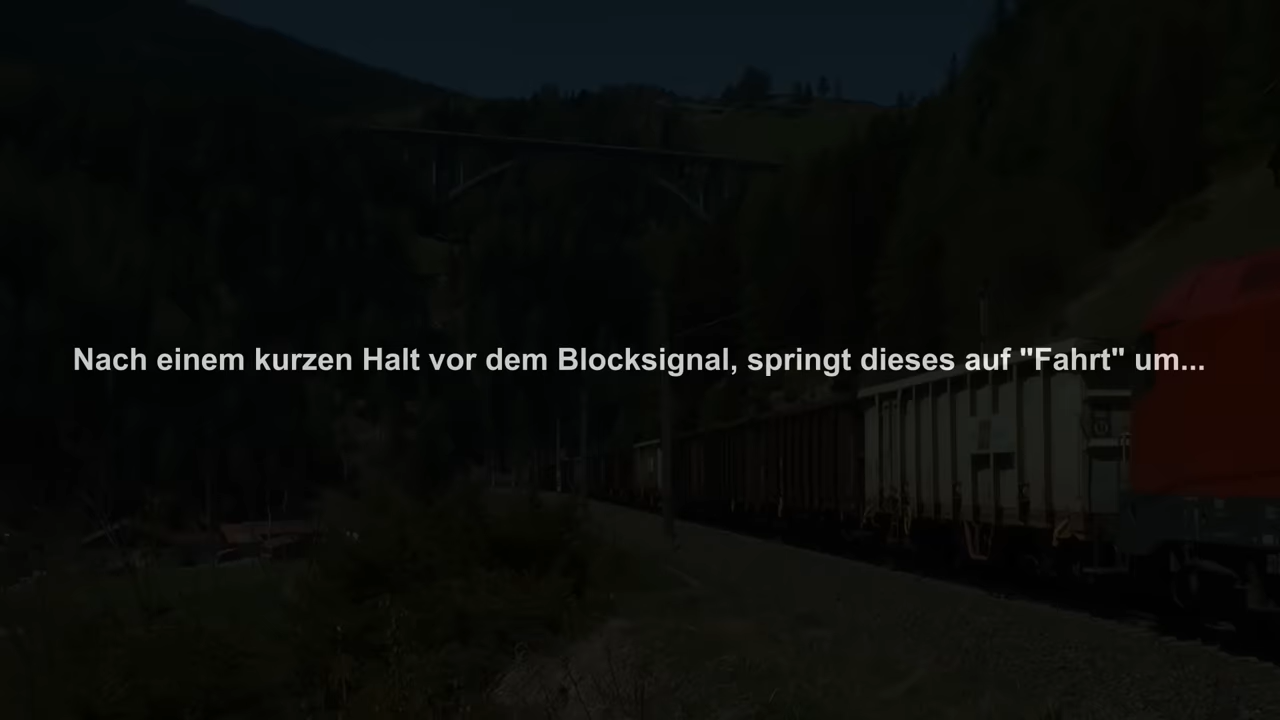 Nach einem kurzen Halt vor dem Blocksignal, springt dieses auf "Fahrt" um...